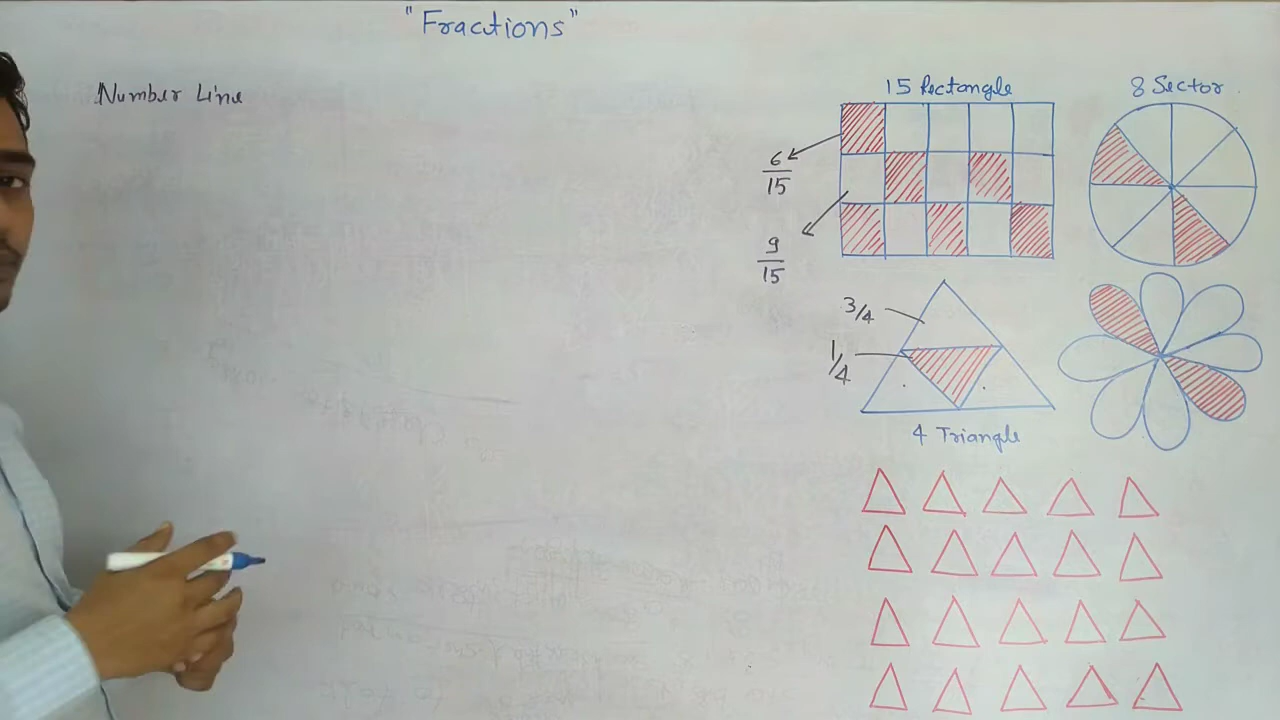 "Fractions"
Number Line
15 Rectangle
8 Sector
6/15
9/15
3/4
1/4
4 Triangle